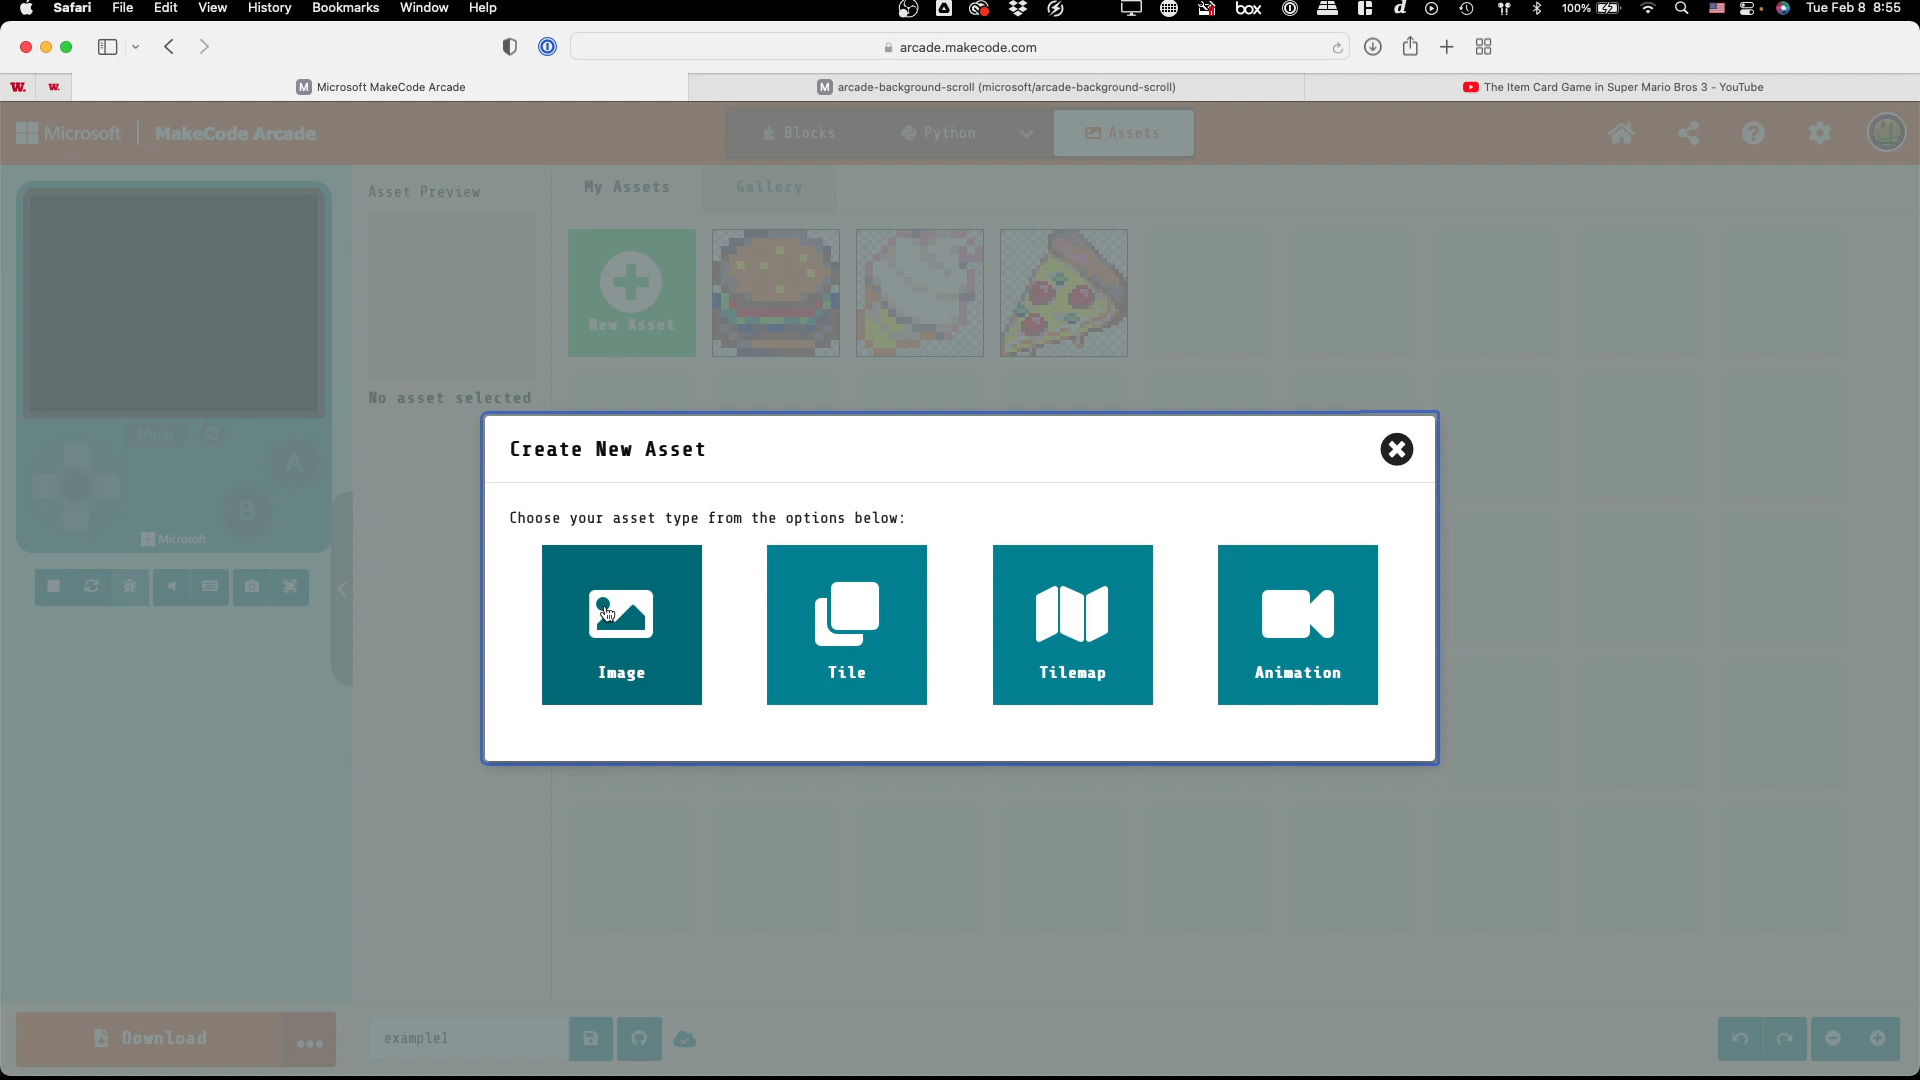 Safari File Edit View History Bookmarks Window Help box d 100% Tue Feb 8 8:55
arcade.makecode.com
W. W. M Microsoft MakeCode Arcade M arcade-background-scroll (microsoft/arcade-background-scroll) The Item Card Game in Super Mario Bros 3 - YouTube
Microsoft MakeCode Arcade Blocks Python Assets
Asset Preview My Assets Gallery
New Asset
No asset selected
Menu
A
B
Microsoft
Create New Asset
Choose your asset type from the options below:
Image Tile Tilemap Animation
Download ... example1